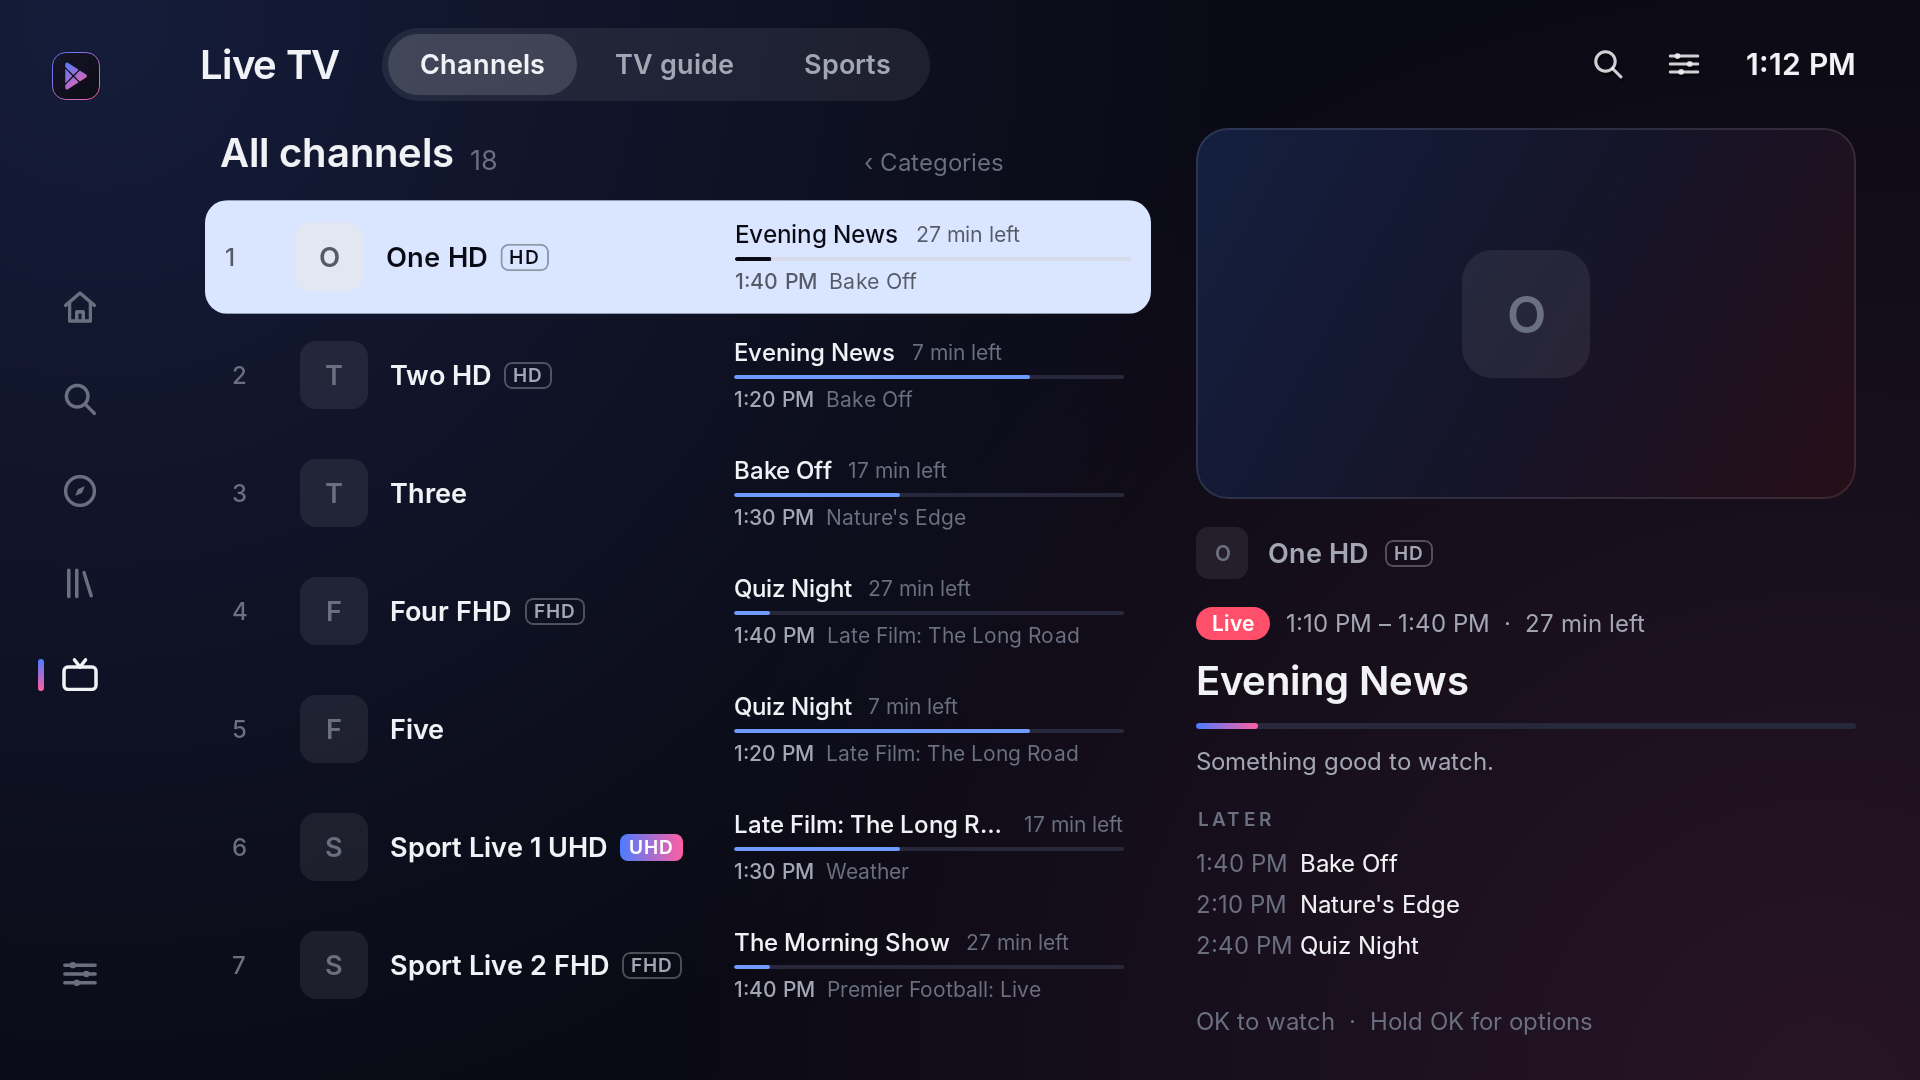 Live TV
Channels
TV guide
Sports
1:12 PM
All channels 18
‹ Categories
1
O
One HD HD
Evening News 27 min left
1:40 PM Bake Off
2
T
Two HD HD
Evening News 7 min left
1:20 PM Bake Off
3
T
Three
Bake Off 17 min left
1:30 PM Nature's Edge
4
F
Four FHD FHD
Quiz Night 27 min left
1:40 PM Late Film: The Long Road
5
F
Five
Quiz Night 7 min left
1:20 PM Late Film: The Long Road
6
S
Sport Live 1 UHD UHD
Late Film: The Long R... 17 min left
1:30 PM Weather
7
S
Sport Live 2 FHD FHD
The Morning Show 27 min left
1:40 PM Premier Football: Live
O
O
One HD HD
Live 1:10 PM – 1:40 PM · 27 min left
Evening News
Something good to watch.
LATER
1:40 PM Bake Off
2:10 PM Nature's Edge
2:40 PM Quiz Night
OK to watch · Hold OK for options